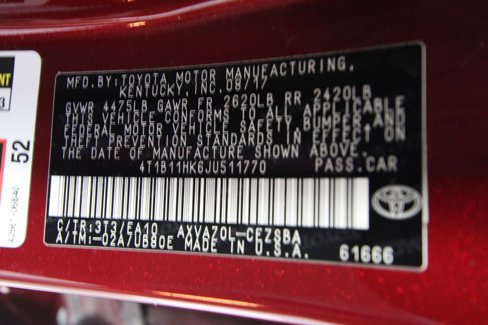 MFD.BY:TOYOTA MOTOR MANUFACTURING,
KENTUCKY,INC.08/17
GVWR 4475LB GAWR FR 2620LB RR 2420LB
THIS VEHICLE CONFORMS TO ALL APPLICABLE
FEDERAL MOTOR VEHICLE SAFETY, BUMPER AND
THEFT PREVENTION STANDARDS IN EFFECT ON
THE DATE OF MANUFACTURE SHOWN ABOVE.
4T1B11HK6JU511770 PASS.CAR
C/TR:3T3/EA10 AXVA70L-CEZSBA
A/TM:-02A/UB80E MADE IN U.S.A. 61666
52